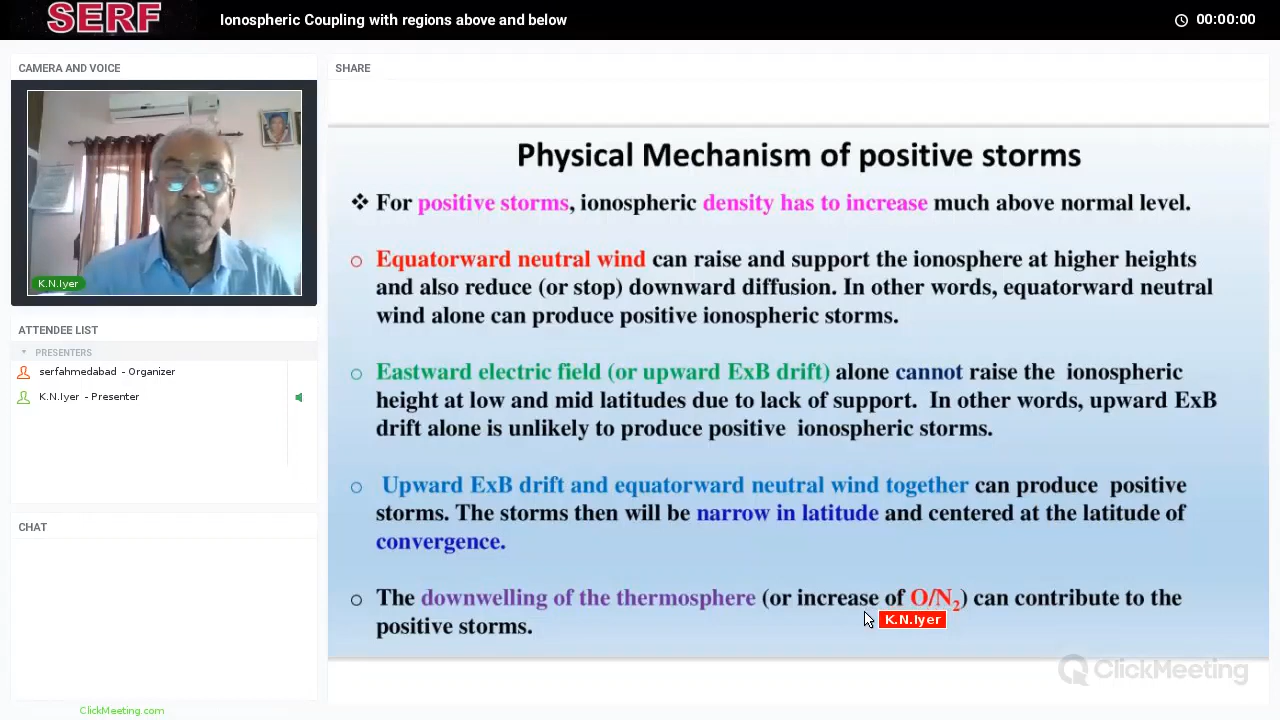 SERF
Ionospheric Coupling with regions above and below
00:00:00
CAMERA AND VOICE
K.N.Iyer
ATTENDEE LIST
PRESENTERS
serfahmedabad - Organizer
K.N.Iyer - Presenter
CHAT
ClickMeeting.com
SHARE
Physical Mechanism of positive storms
❖ For positive storms, ionospheric density has to increase much above normal level.
o Equatorward neutral wind can raise and support the ionosphere at higher heights
and also reduce (or stop) downward diffusion. In other words, equatorward neutral
wind alone can produce positive ionospheric storms.
o Eastward electric field (or upward ExB drift) alone cannot raise the ionospheric
height at low and mid latitudes due to lack of support. In other words, upward ExB
drift alone is unlikely to produce positive ionospheric storms.
o Upward ExB drift and equatorward neutral wind together can produce positive
storms. The storms then will be narrow in latitude and centered at the latitude of
convergence.
o The downwelling of the thermosphere (or increase of O/N₂) can contribute to the
positive storms.
K.N.Iyer
ClickMeeting